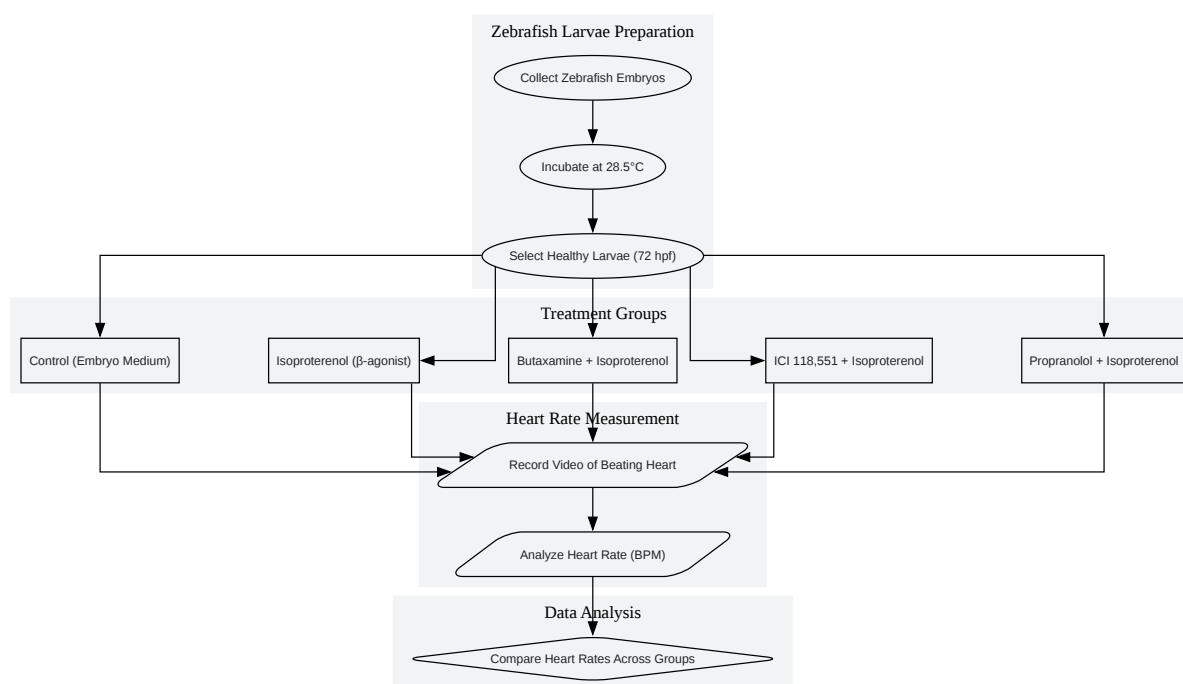 Zebrafish Larvae Preparation
Collect Zebrafish Embryos
Incubate at 28.5°C
Select Healthy Larvae (72 hpf)
Treatment Groups
Control (Embryo Medium)
Isoproterenol (β-agonist)
Butaxamine + Isoproterenol
ICI 118,551 + Isoproterenol
Propranolol + Isoproterenol
Heart Rate Measurement
Record Video of Beating Heart
Analyze Heart Rate (BPM)
Data Analysis
Compare Heart Rates Across Groups